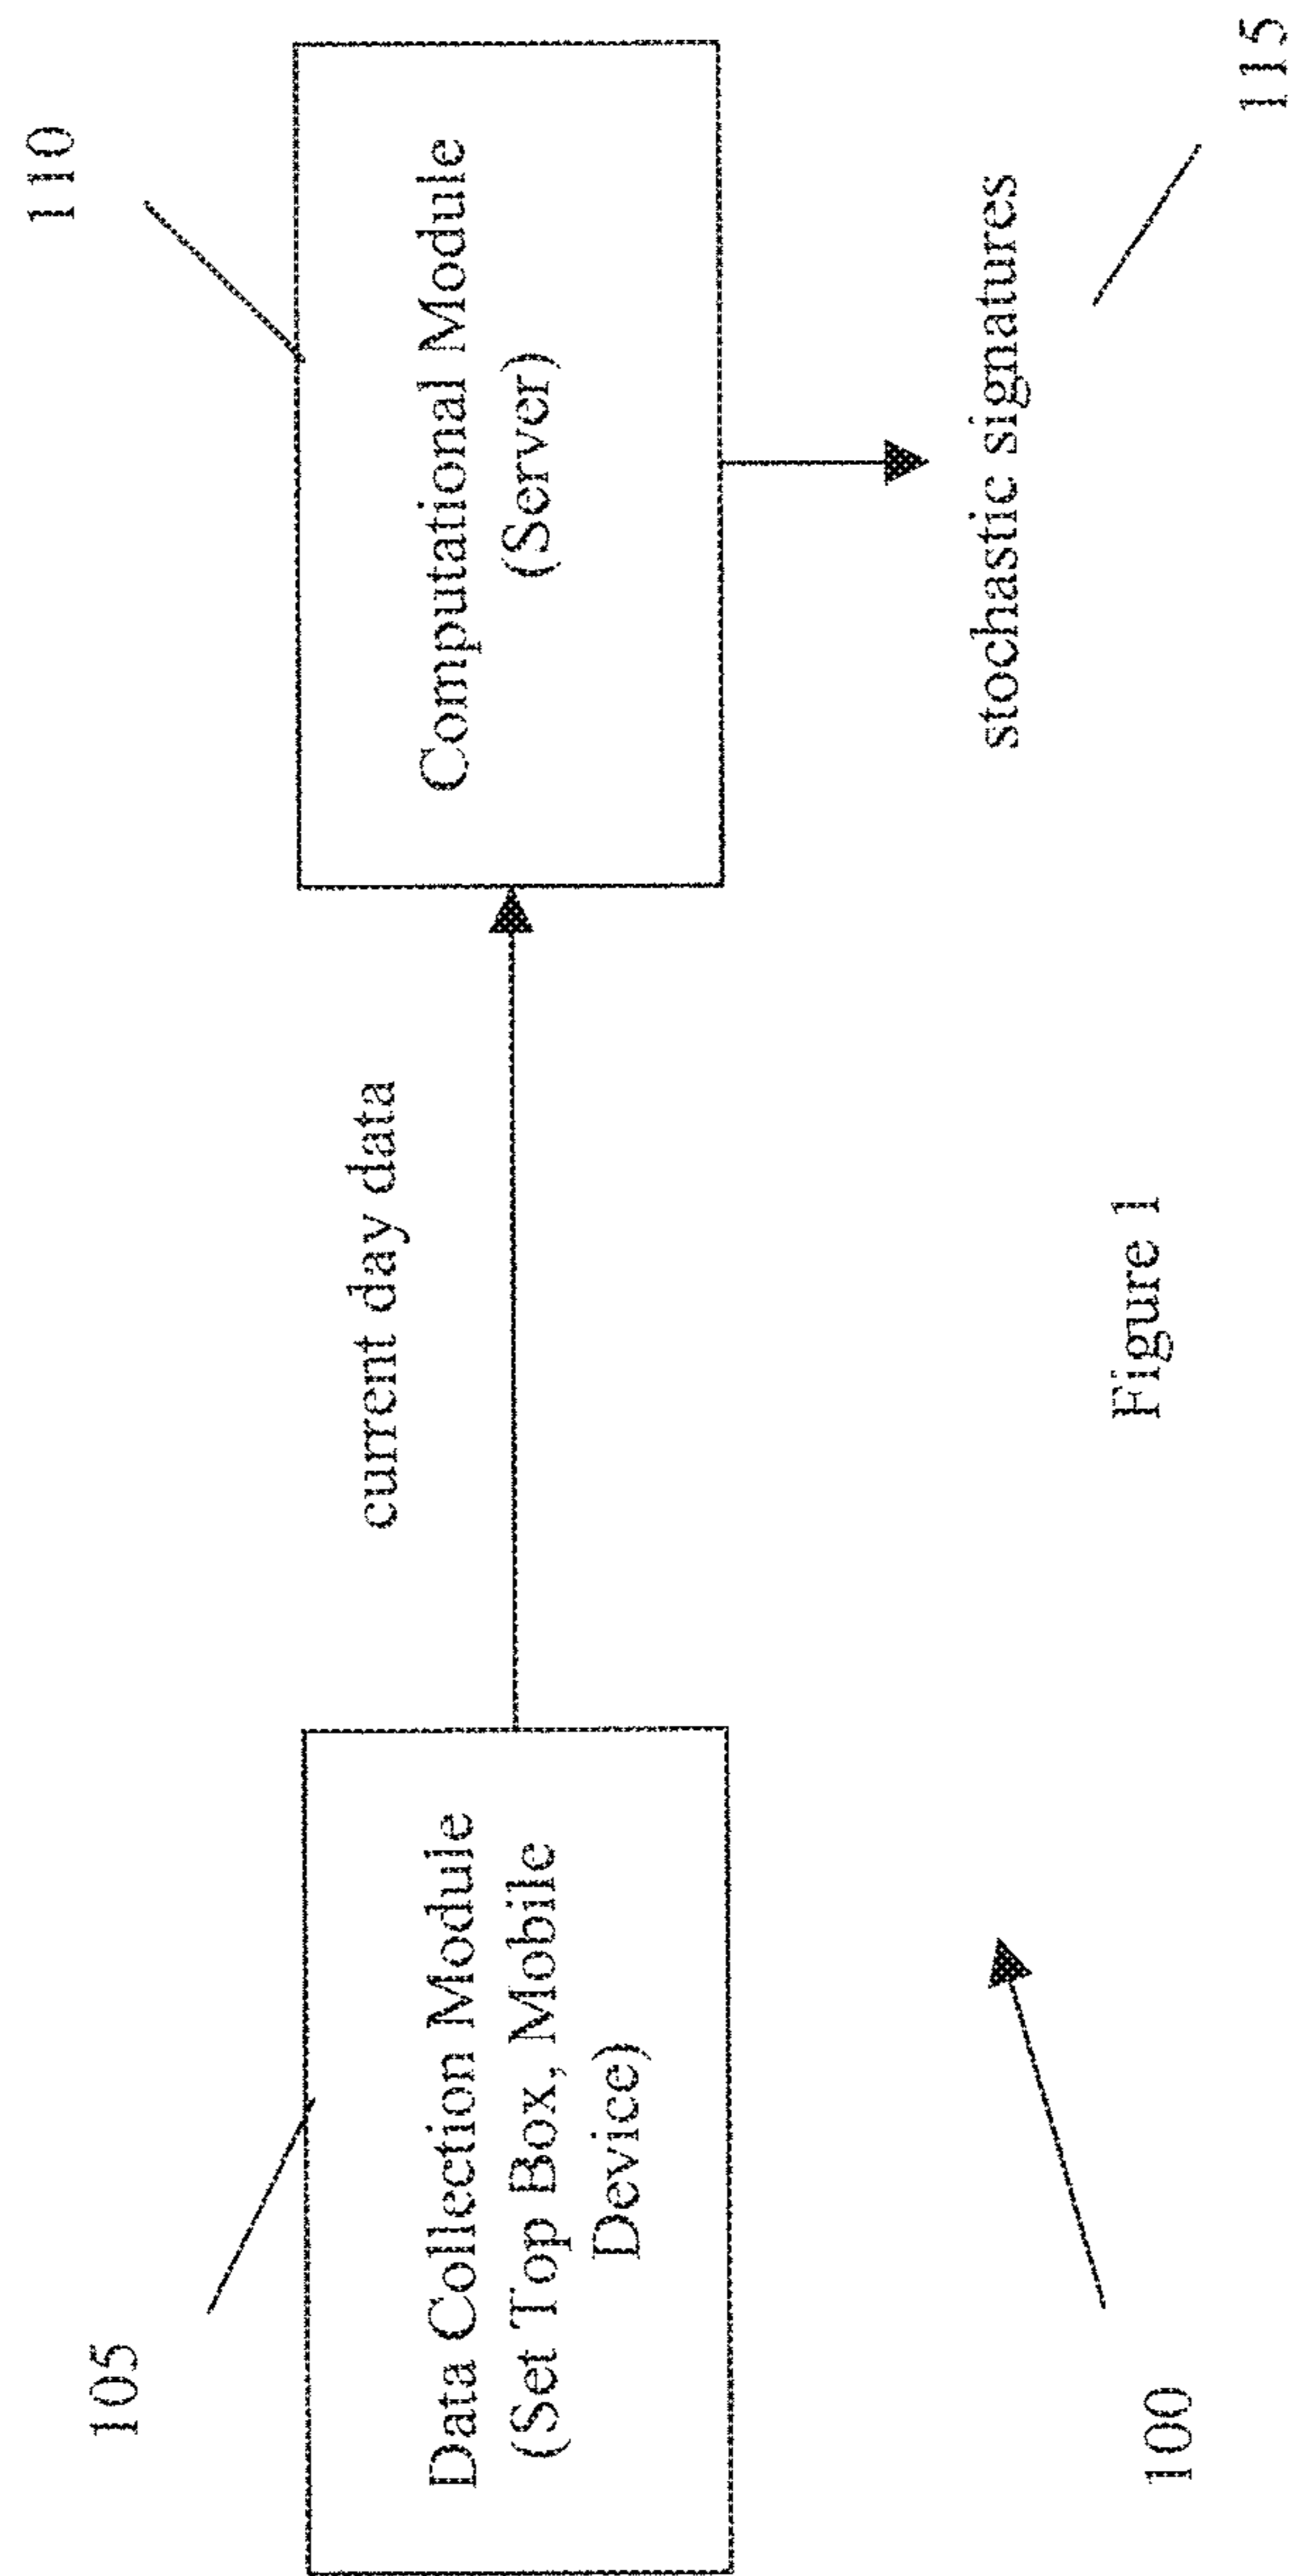 105
Data Collection Module
(Set Top Box, Mobile
Device)
current day data
110
Computational Module
(Server)
stochastic signatures
115
100
Figure 1